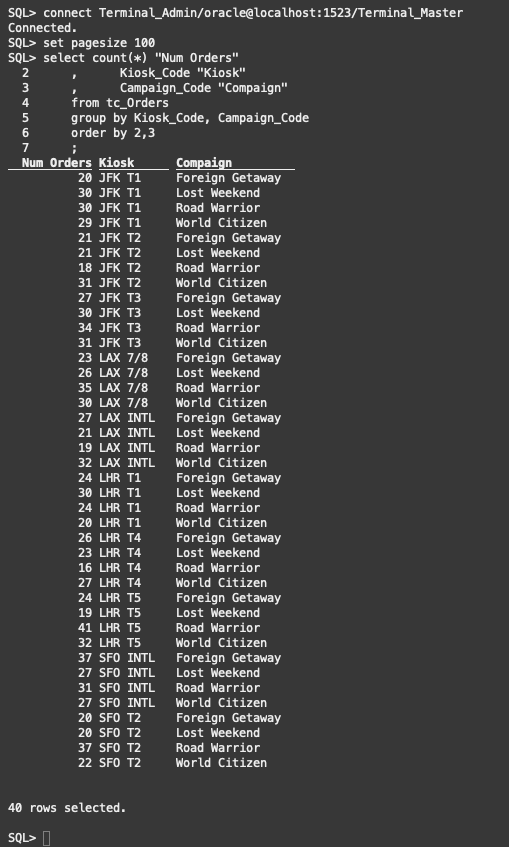 SQL> connect Terminal_Admin/oracle@localhost:1523/Terminal_Master
Connected.
SQL> set pagesize 100
SQL> select count(*) "Num Orders"
  2      ,      Kiosk_Code "Kiosk"
  3      ,      Campaign_Code "Compaign"
  4      from tc_Orders
  5      group by Kiosk_Code, Campaign_Code
  6      order by 2,3
  7      ;
  Num Orders Kiosk      Compaign
          20 JFK T1     Foreign Getaway
          30 JFK T1     Lost Weekend
          30 JFK T1     Road Warrior
          29 JFK T1     World Citizen
          21 JFK T2     Foreign Getaway
          21 JFK T2     Lost Weekend
          18 JFK T2     Road Warrior
          31 JFK T2     World Citizen
          27 JFK T3     Foreign Getaway
          30 JFK T3     Lost Weekend
          34 JFK T3     Road Warrior
          31 JFK T3     World Citizen
          23 LAX 7/8    Foreign Getaway
          26 LAX 7/8    Lost Weekend
          35 LAX 7/8    Road Warrior
          30 LAX 7/8    World Citizen
          27 LAX INTL   Foreign Getaway
          21 LAX INTL   Lost Weekend
          19 LAX INTL   Road Warrior
          32 LAX INTL   World Citizen
          24 LHR T1     Foreign Getaway
          30 LHR T1     Lost Weekend
          24 LHR T1     Road Warrior
          20 LHR T1     World Citizen
          26 LHR T4     Foreign Getaway
          23 LHR T4     Lost Weekend
          16 LHR T4     Road Warrior
          27 LHR T4     World Citizen
          24 LHR T5     Foreign Getaway
          19 LHR T5     Lost Weekend
          41 LHR T5     Road Warrior
          32 LHR T5     World Citizen
          37 SFO INTL   Foreign Getaway
          27 SFO INTL   Lost Weekend
          31 SFO INTL   Road Warrior
          27 SFO INTL   World Citizen
          20 SFO T2     Foreign Getaway
          20 SFO T2     Lost Weekend
          37 SFO T2     Road Warrior
          22 SFO T2     World Citizen
40 rows selected.
SQL>